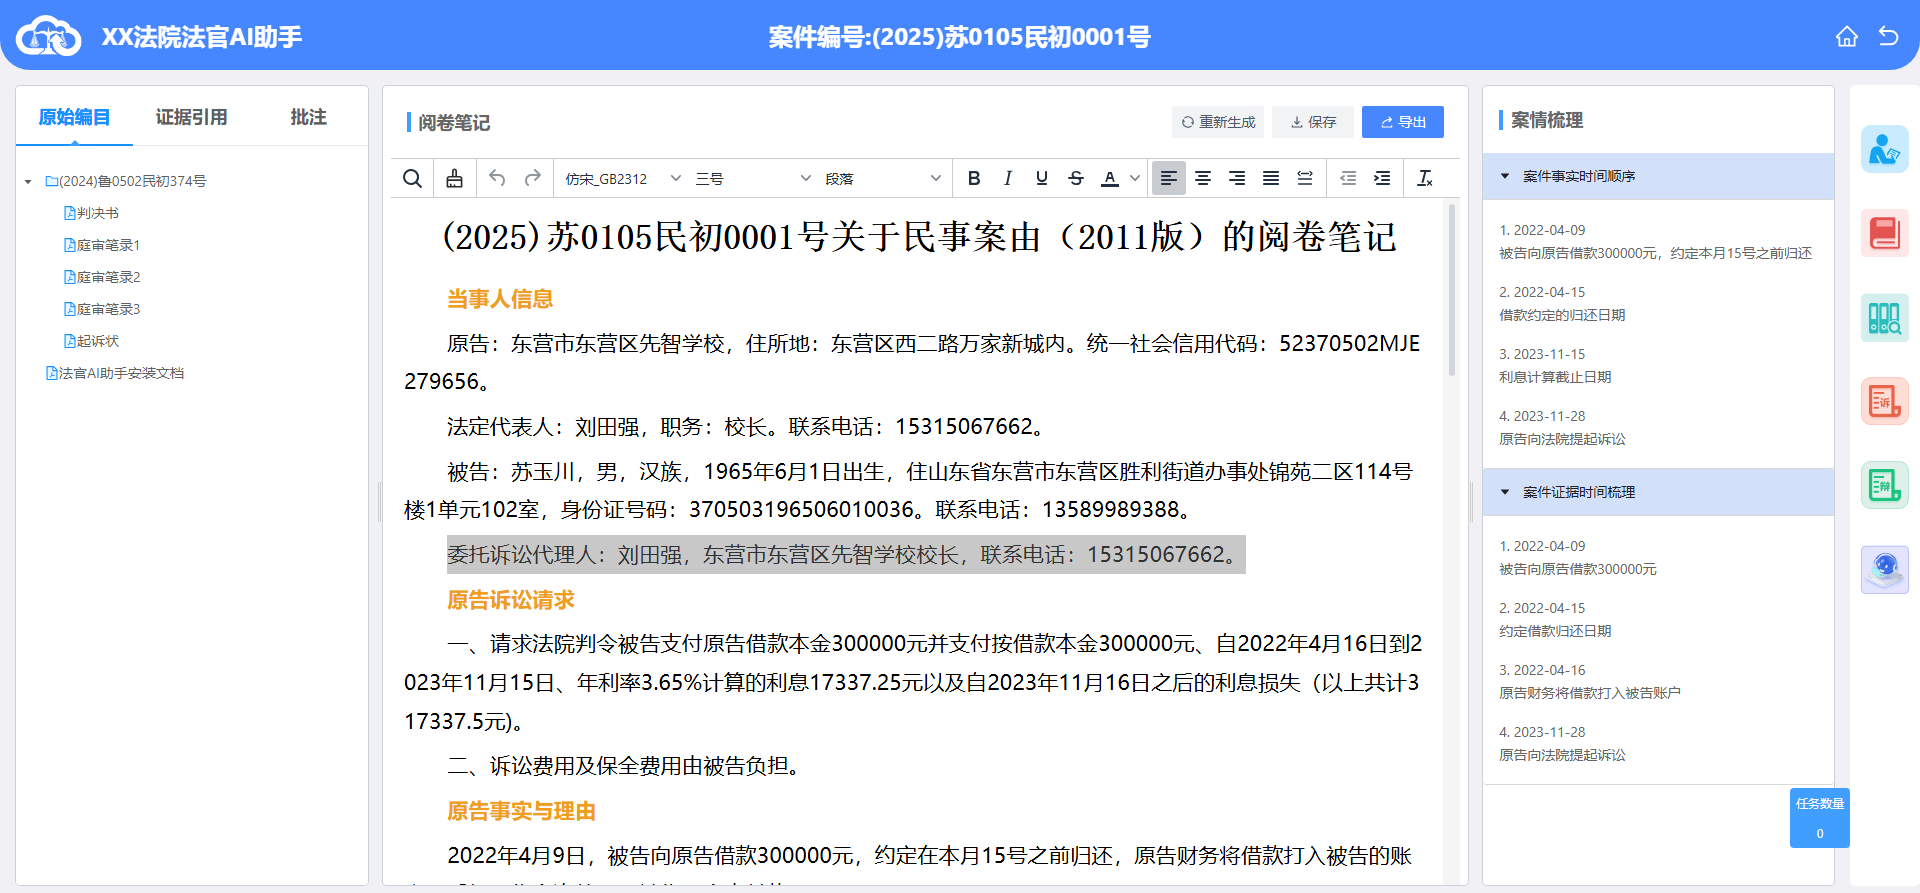 XX法院法官AI助手
案件编号:(2025)苏0105民初0001号
原始编目
证据引用
批注
(2024)鲁0502民初374号
判决书
庭审笔录1
庭审笔录2
庭审笔录3
起诉状
法官AI助手安装文档
阅卷笔记
重新生成
保存
导出
仿宋_GB2312
三号
段落
(2025)苏0105民初0001号关于民事案由（2011版）的阅卷笔记
当事人信息
原告：东营市东营区先智学校，住所地：东营区西二路万家新城内。统一社会信用代码：52370502MJE
279656。
法定代表人：刘田强，职务：校长。联系电话：15315067662。
被告：苏玉川，男，汉族，1965年6月1日出生，住山东省东营市东营区胜利街道办事处锦苑二区114号
楼1单元102室，身份证号码：370503196506010036。联系电话：13589989388。
委托诉讼代理人：刘田强，东营市东营区先智学校校长，联系电话：15315067662。
原告诉讼请求
一、请求法院判令被告支付原告借款本金300000元并支付按借款本金300000元、自2022年4月16日到2
023年11月15日、年利率3.65%计算的利息17337.25元以及自2023年11月16日之后的利息损失（以上共计3
17337.5元)。
二、诉讼费用及保全费用由被告负担。
原告事实与理由
2022年4月9日，被告向原告借款300000元，约定在本月15号之前归还，原告财务将借款打入被告的账
案情梳理
案件事实时间顺序
1. 2022-04-09
被告向原告借款300000元，约定本月15号之前归还
2. 2022-04-15
借款约定的归还日期
3. 2023-11-15
利息计算截止日期
4. 2023-11-28
原告向法院提起诉讼
案件证据时间梳理
1. 2022-04-09
被告向原告借款300000元
2. 2022-04-15
约定借款归还日期
3. 2022-04-16
原告财务将借款打入被告账户
4. 2023-11-28
原告向法院提起诉讼
任务数量
0
诉
辩